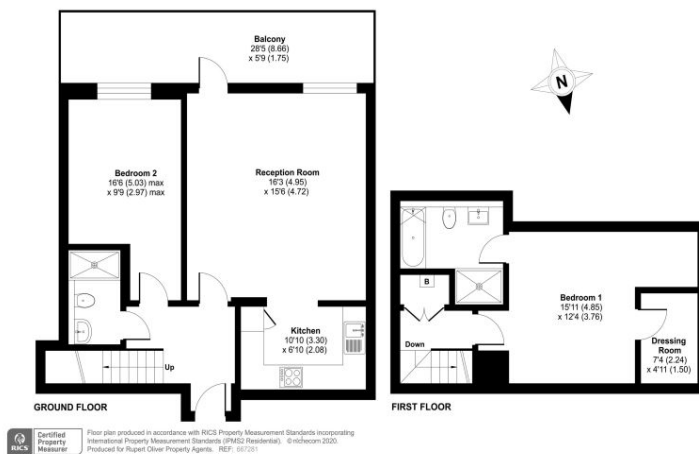 Balcony
28'5 (8.66)
x 5'9 (1.75)
N
Bedroom 2
16'6 (5.03) max
x 9'9 (2.97) max
Reception Room
16'3 (4.95)
x 15'6 (4.72)
Kitchen
10'10 (3.30)
x 6'10 (2.08)
Up
GROUND FLOOR
B
Bedroom 1
15'11 (4.85)
x 12'4 (3.76)
Dressing
Room
7'4 (2.24)
x 4'11 (1.50)
Down
FIRST FLOOR
RICS
Certified
Property
Measurer
Floor plan produced in accordance with RICS Property Measurement Standards incorporating
International Property Measurement Standards (IPMS2 Residential). © nichecom 2020.
Produced for Rupert Oliver Property Agents. REF: 667281